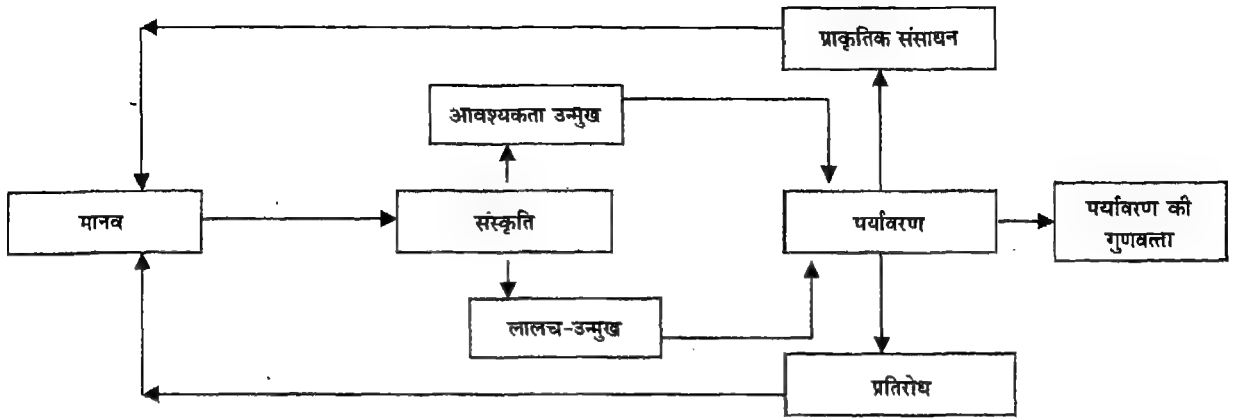 प्राकृतिक संसाधन
आवश्यकता उन्मुख
मानव
संस्कृति
पर्यावरण
पर्यावरण की
गुणवत्ता
लालच-उन्मुख
प्रतिरोध